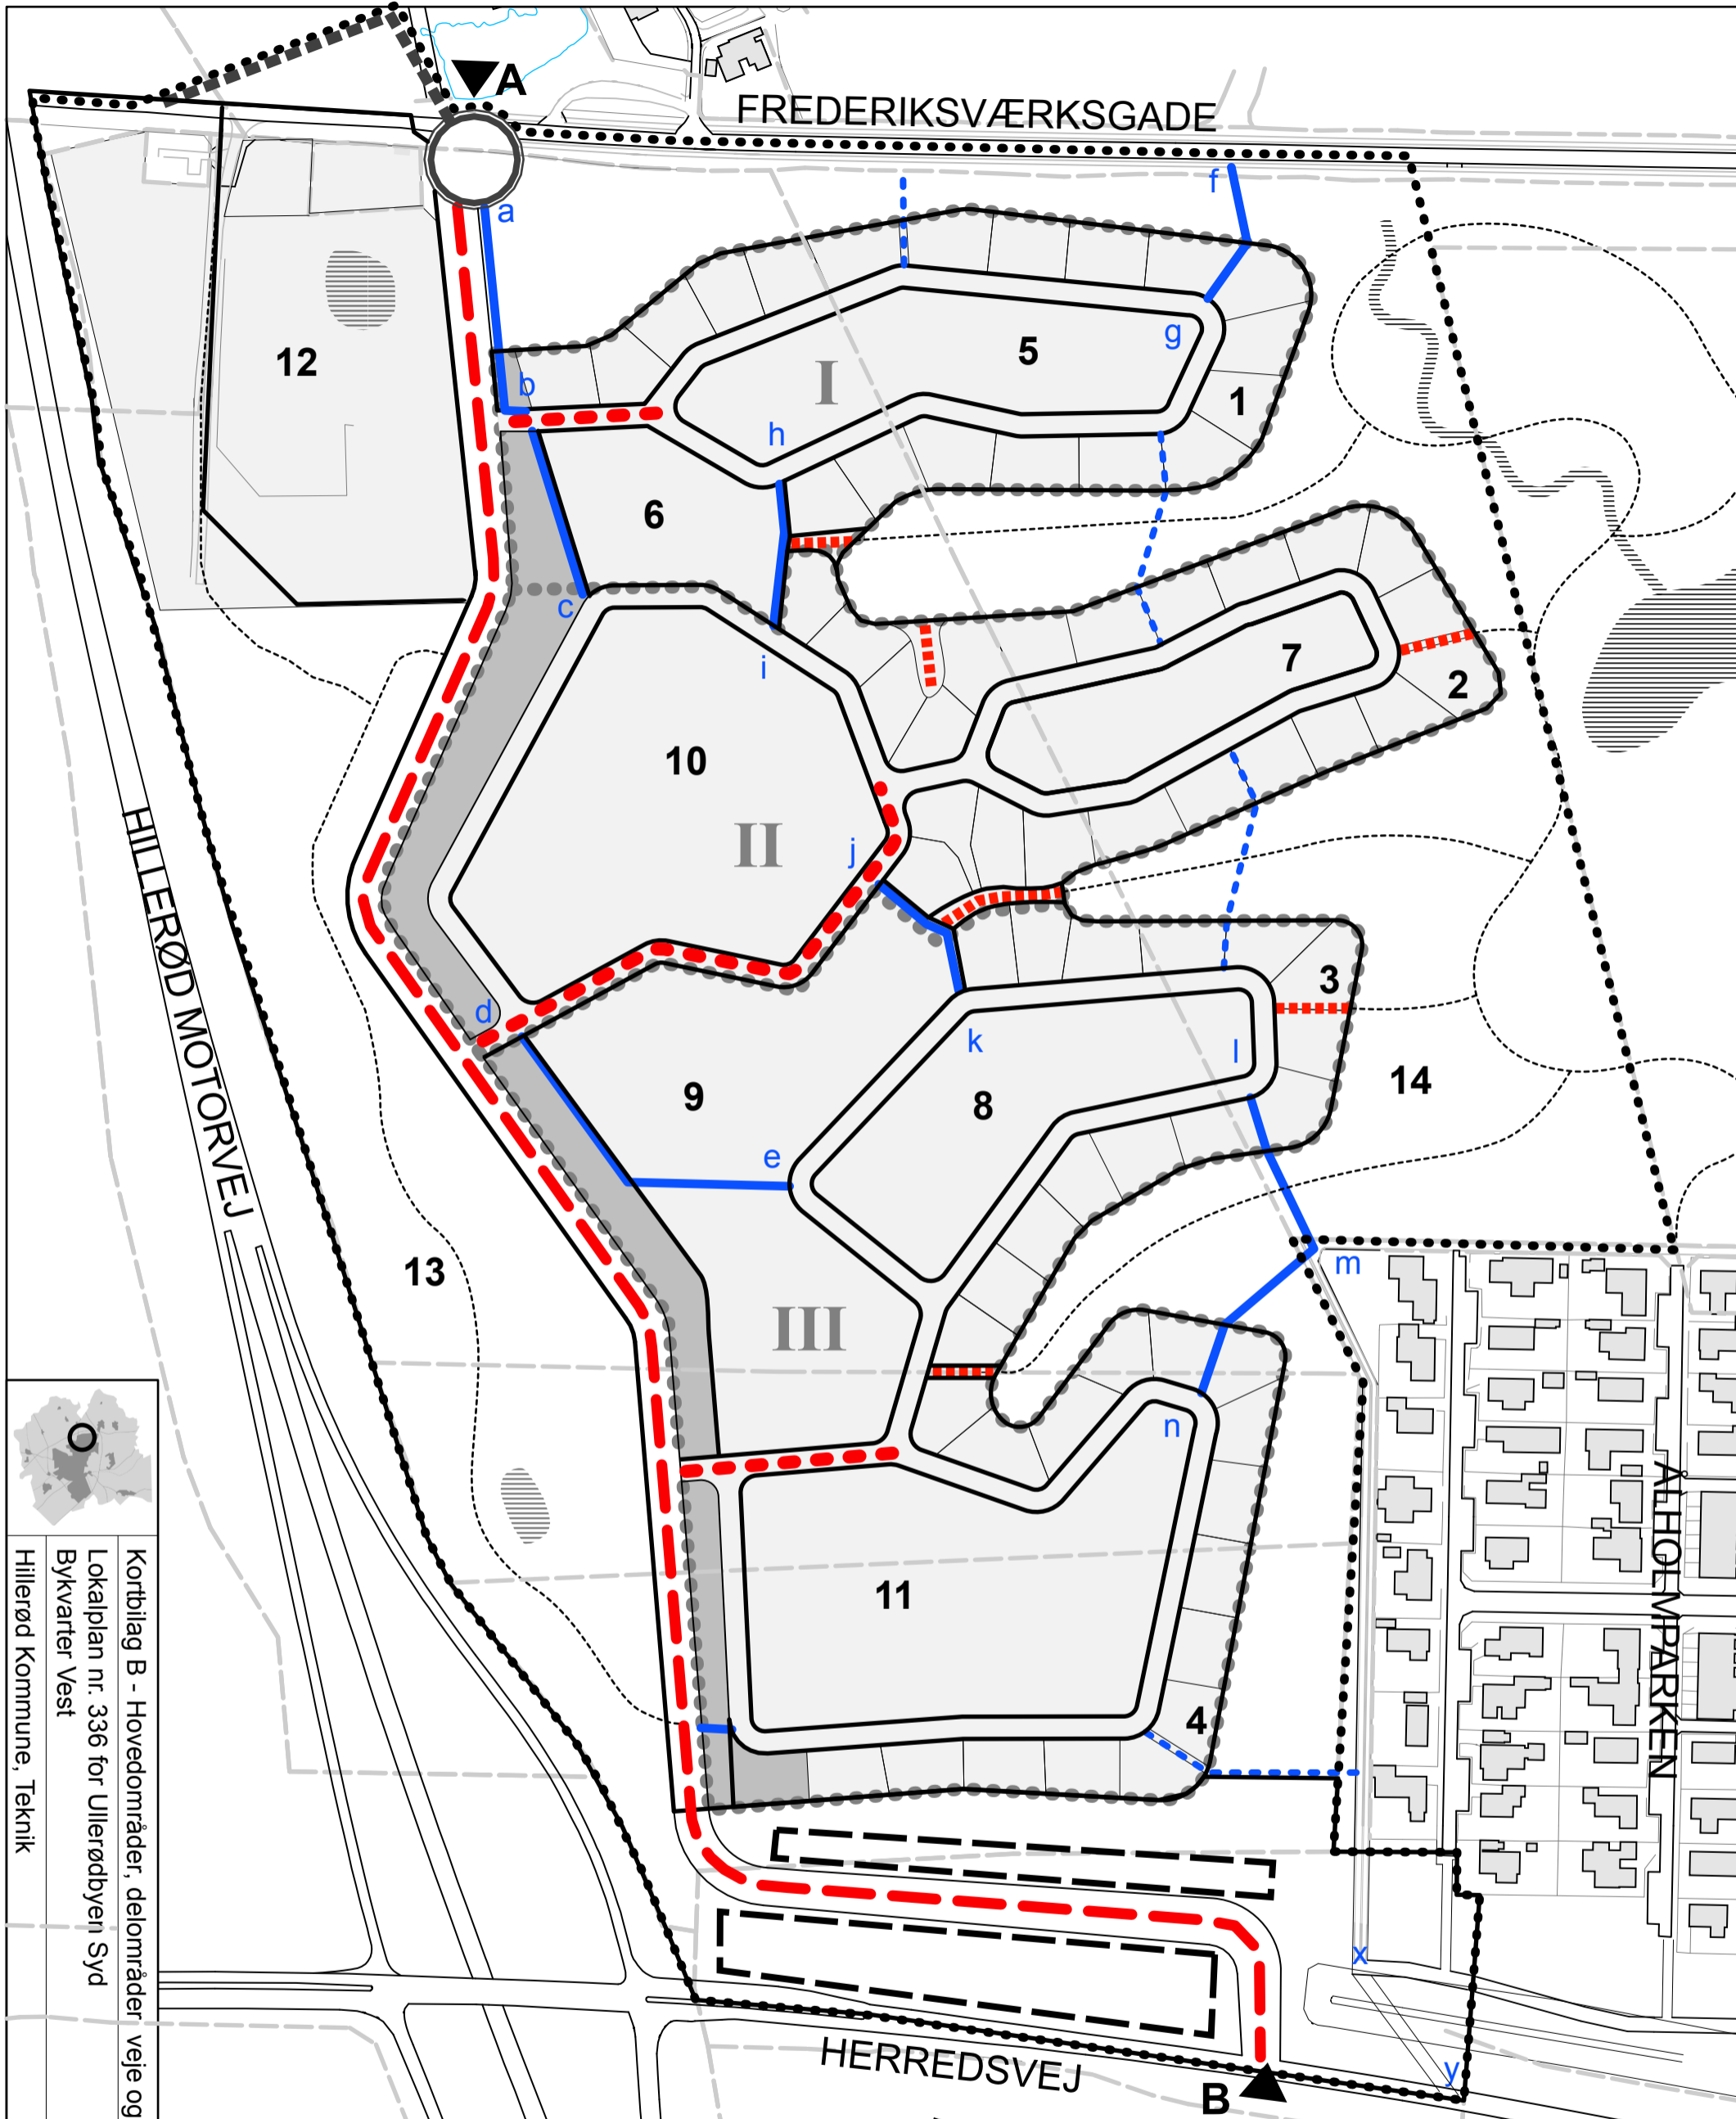 A
FREDERIKSVÆRKSGADE
f
a
12
5
g
I
b
1
h
6
c
i
7
2
10
II
j
HILLERØD MOTORVEJ
3
d
k
l
14
9
8
e
m
13
III
n
ÅLHOLMPARKEN
11
4
Kortbilag B - Hovedområder, delområder, veje og
Lokalplan nr. 336 for Ullerødbyen Syd
Bykvarter Vest
Hillerød Kommune, Teknik
x
HERREDSVEJ
y
B